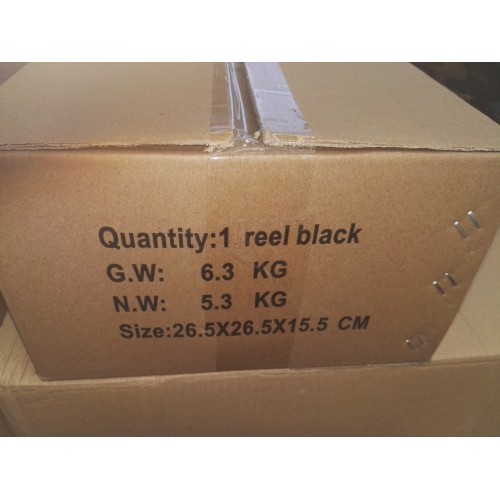 Quantity:1 reel black
G.W: 6.3 KG
N.W: 5.3 KG
Size:26.5X26.5X15.5 CM